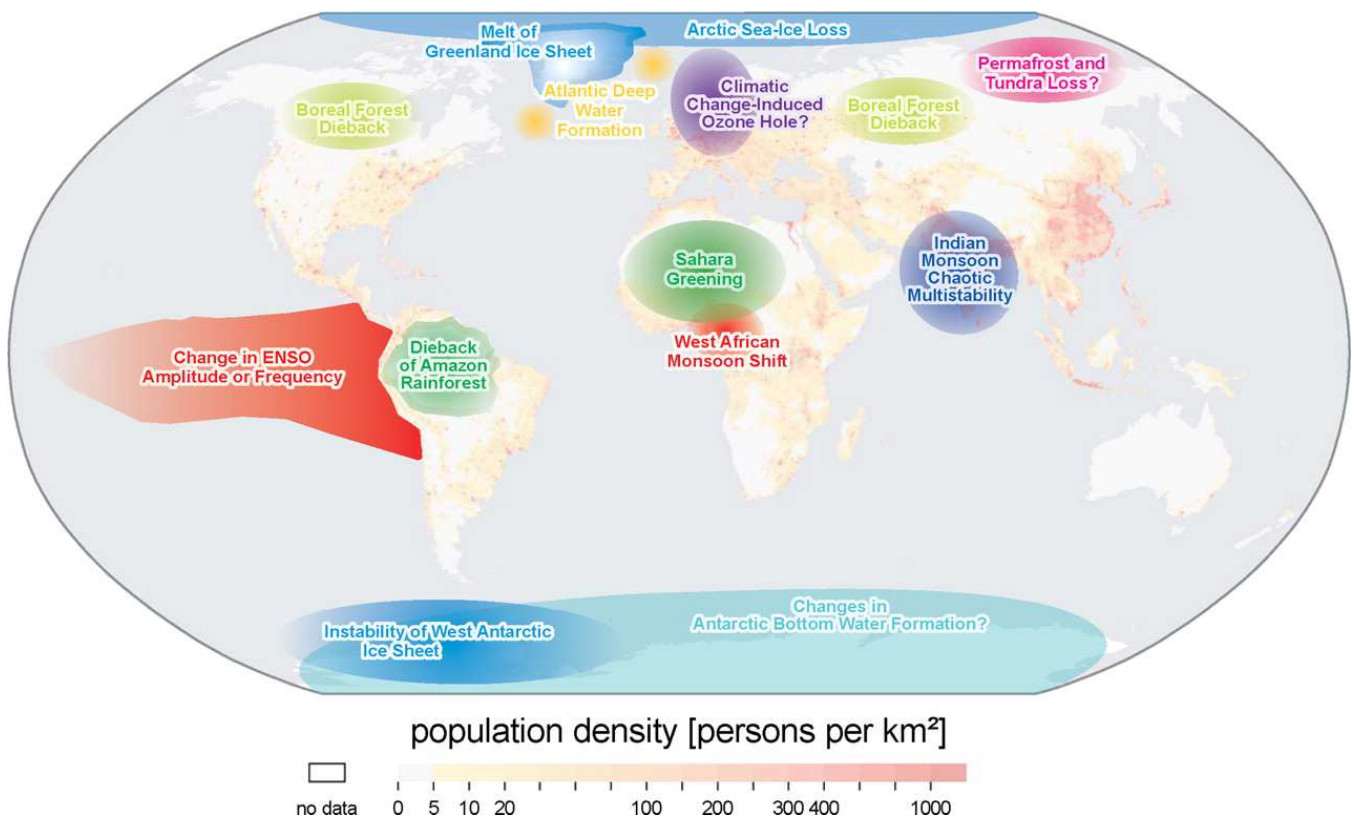 Melt of
Greenland Ice Sheet
Arctic Sea-Ice Loss
Permafrost and
Tundra Loss?
Atlantic Deep
Water
Formation
Climatic
Change-Induced
Ozone Hole?
Boreal Forest
Dieback
Boreal Forest
Dieback
Sahara
Greening
Indian
Monsoon
Chaotic
Multistability
West African
Monsoon Shift
Change in ENSO
Amplitude or Frequency
Dieback
of Amazon
Rainforest
Changes in
Antarctic Bottom Water Formation?
Instability of West Antarctic
Ice Sheet
population density [persons per km²]
no data 0 5 10 20 100 200 300 400 1000